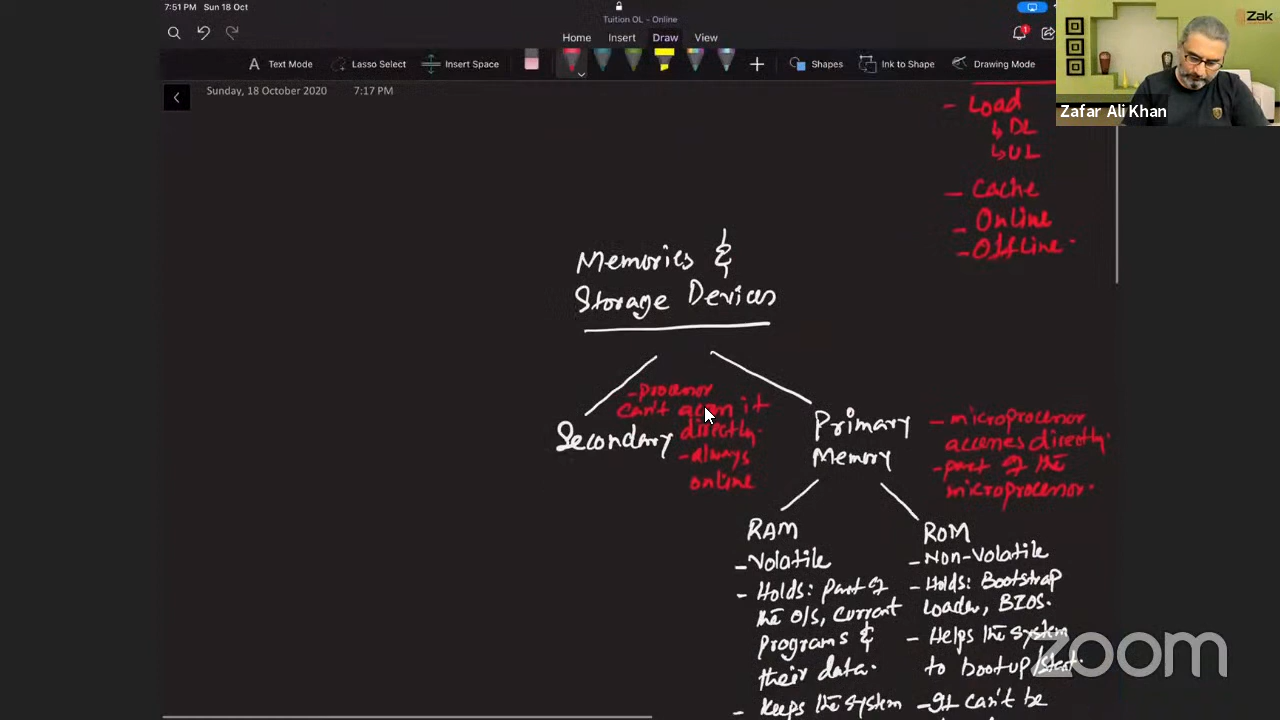 7:51 PM Sun 18 Oct
Tuition OL - Online
Home Insert Draw View
Text Mode Lasso Select Insert Space Shapes Ink to Shape Drawing Mode
Sunday, 18 October 2020 7:17 PM
Zak
Zafar Ali Khan
- Load
↳ DL
↳ UL
- Cache
- Online
- Offline.
Memories &
Storage Devices
Secondary
- processor
can't access it
directly.
- always
online
Primary
Memory
- microprocessor
accesses directly.
- part of the
microprocessor.
RAM
- Volatile
- Holds: Part of
the O/S, Current
Programs &
their data.
- Keeps the system
ROM
- Non-Volatile
- Holds: Bootstrap
Loader, BIOS.
- Helps the system
to bootup/start.
- It can't be
zoom